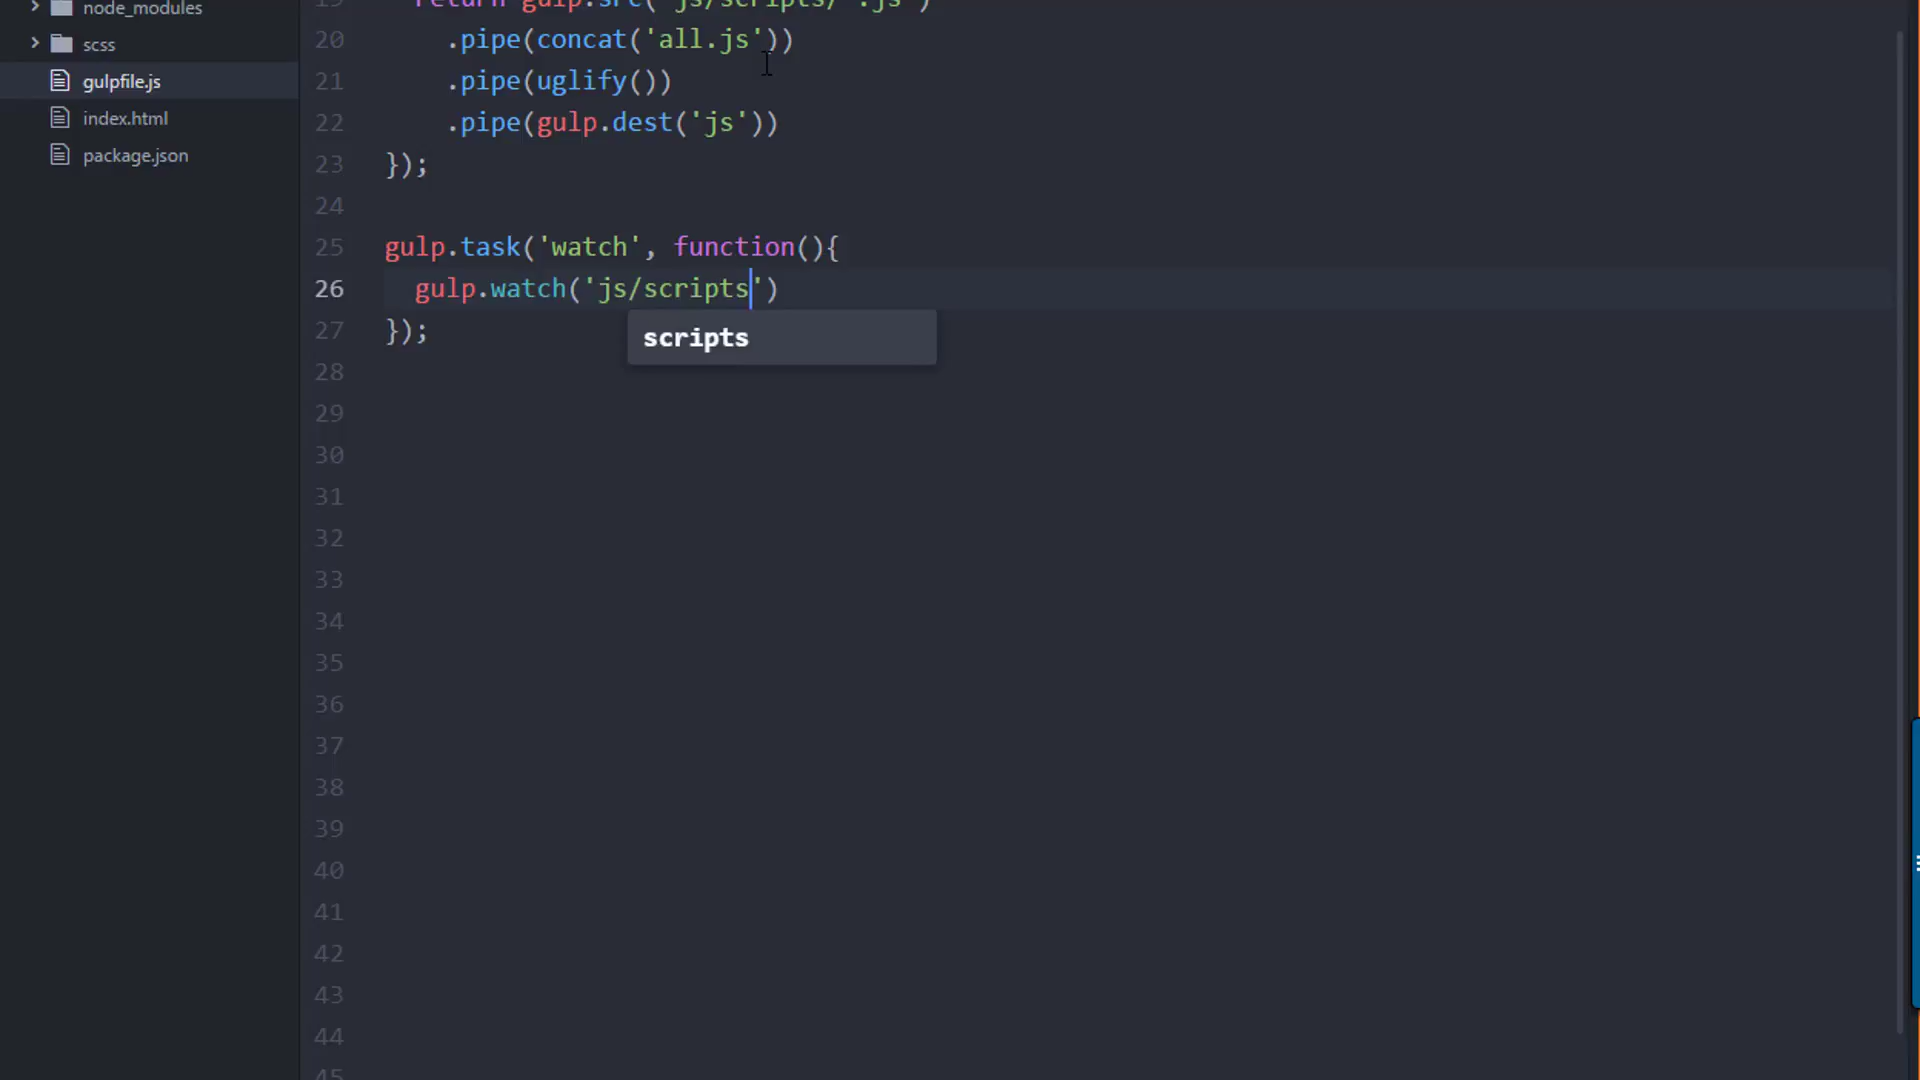 node_modules
scss
gulpfile.js
index.html
package.json
20 .pipe(concat('all.js'))
21 .pipe(uglify())
22 .pipe(gulp.dest('js'))
23 });
24
25 gulp.task('watch', function(){
26 gulp.watch('js/scripts')
scripts
27 });
28
29
30
31
32
33
34
35
36
37
38
39
40
41
42
43
44
45